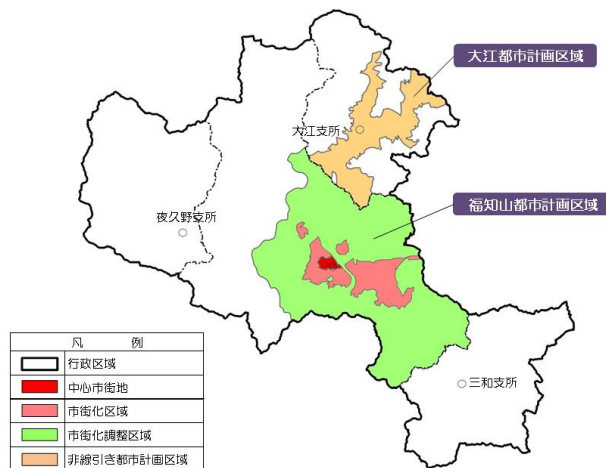 大江都市計画区域
大江支所
福知山都市計画区域
夜久野支所
三和支所
凡 例
行政区域
中心市街地
市街化区域
市街化調整区域
非線引き都市計画区域